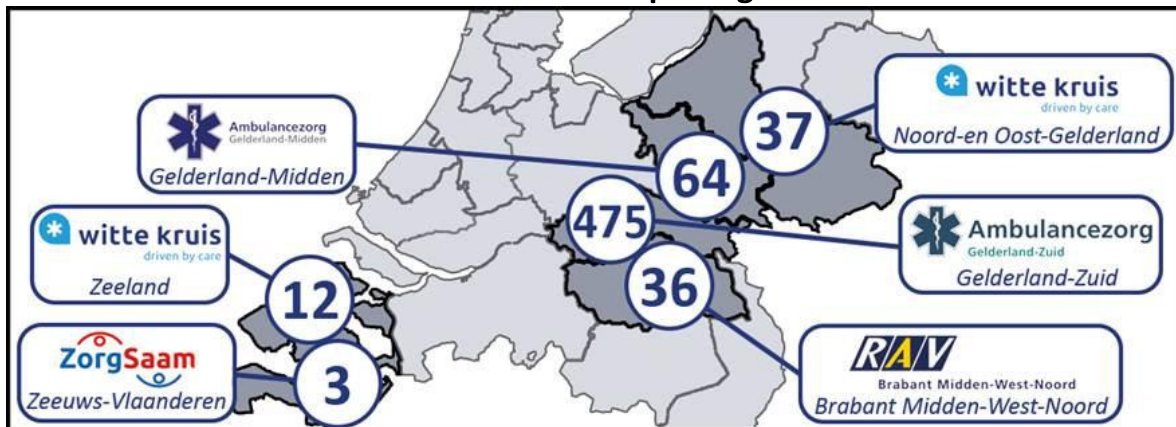 witte kruis
driven by care
Noord-en Oost-Gelderland
37
Ambulancezorg
Gelderland-Midden
Gelderland-Midden
64
475
Ambulancezorg
Gelderland-Zuid
Gelderland-Zuid
witte kruis
driven by care
Zeeland
12
36
RAV
Brabant Midden-West-Noord
Brabant Midden-West-Noord
ZorgSaam
Zeeuws-Vlaanderen
3